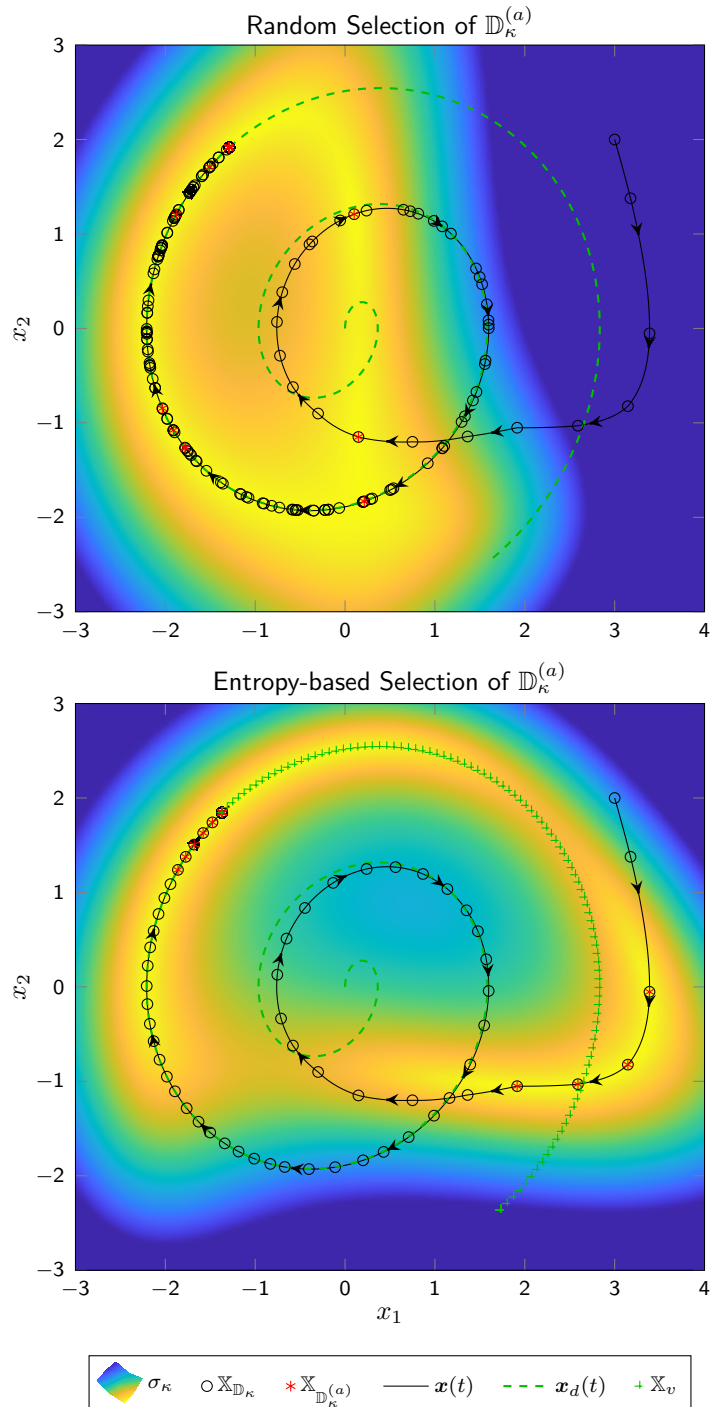 Random Selection of 𝔻_κ^{(a)}
3
2
1
0
−1
−2
−3
x₂
−3 −2 −1 0 1 2 3 4
Entropy-based Selection of 𝔻_κ^{(a)}
3
2
1
0
−1
−2
−3
x₂
−3 −2 −1 0 1 2 3 4
x₁
σ_κ 𝕏_{𝔻_κ} 𝕏_{𝔻_κ^{(a)}} x(t) x_d(t) 𝕏_v